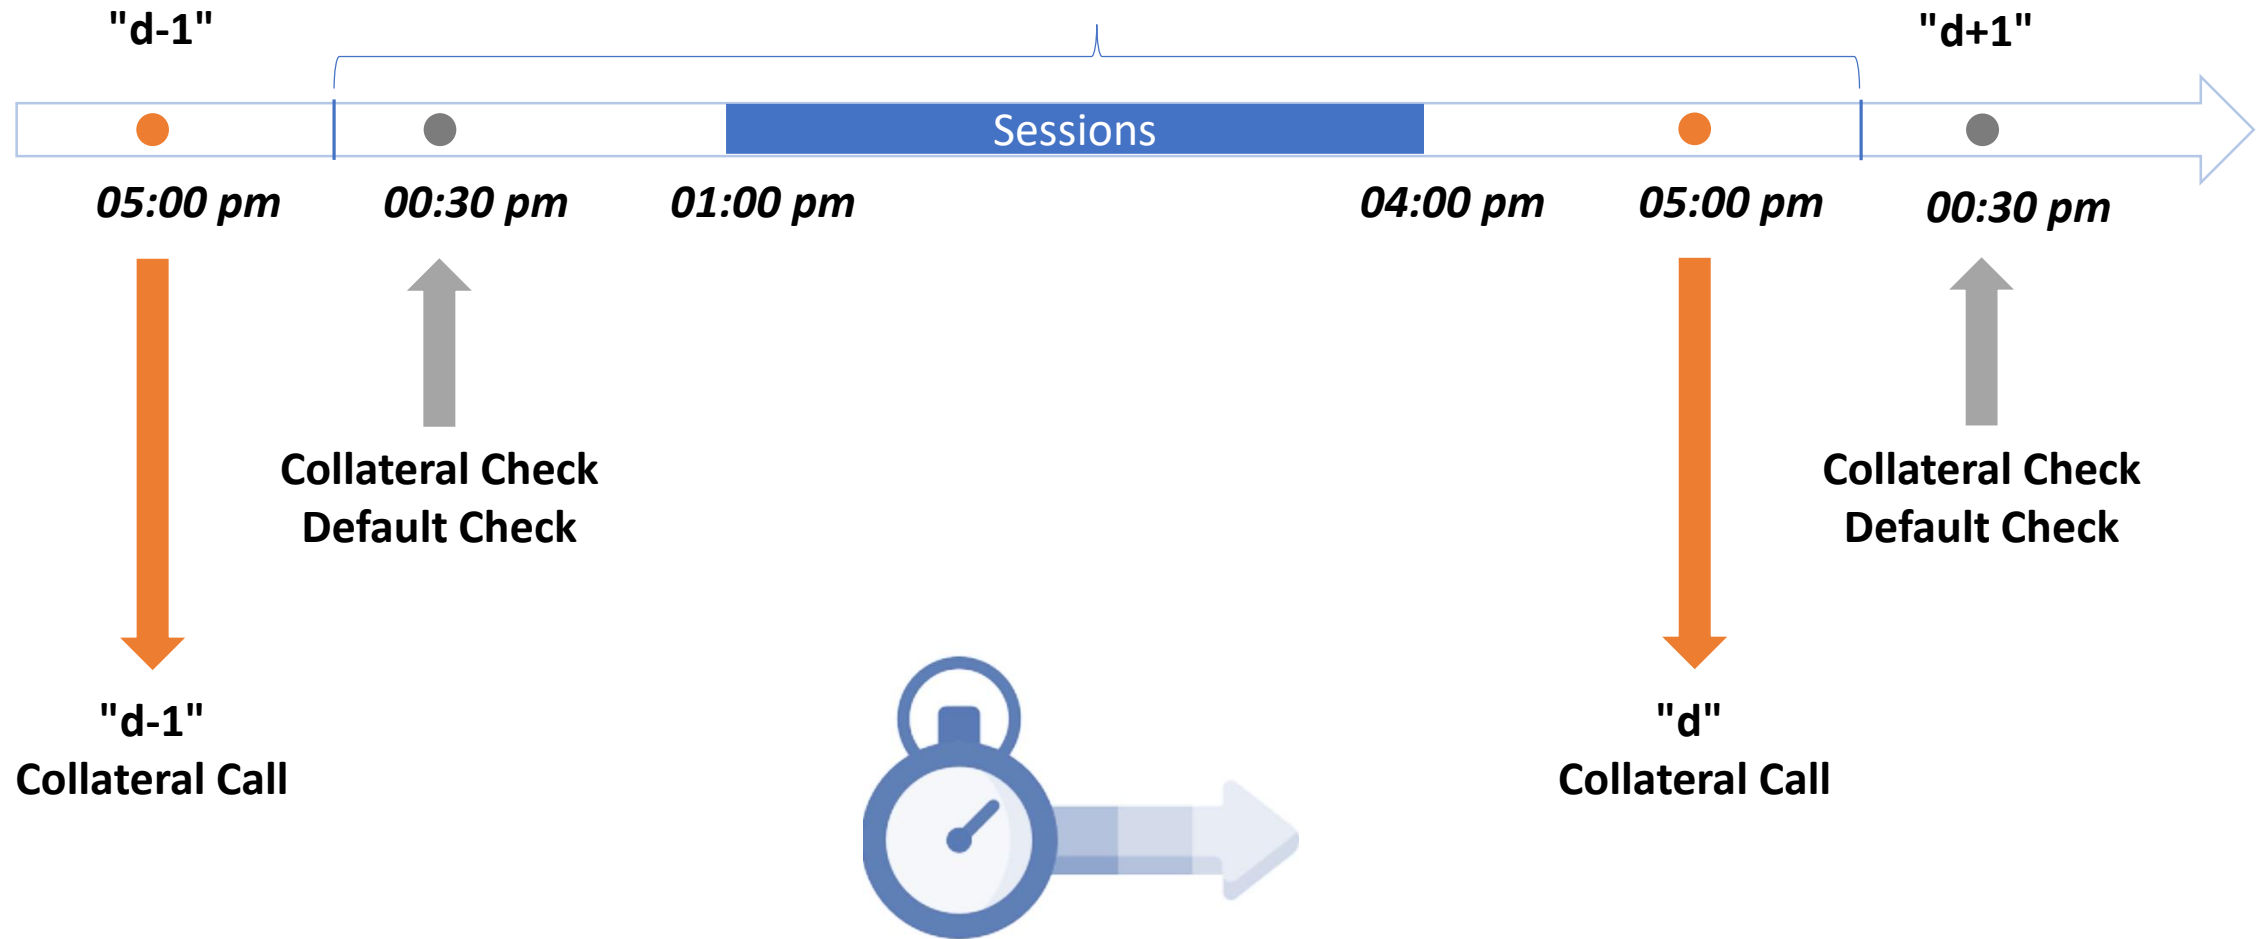 "d-1"
"d+1"
Sessions
05:00 pm
00:30 pm
01:00 pm
04:00 pm
05:00 pm
00:30 pm
Collateral Check
Default Check
Collateral Check
Default Check
"d-1"
Collateral Call
"d"
Collateral Call